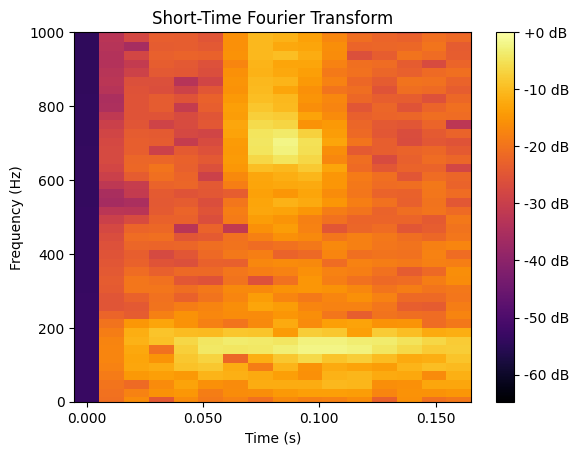 Short-Time Fourier Transform
1000
800
600
400
200
0
Frequency (Hz)
0.000
0.050
0.100
0.150
Time (s)
+0 dB
-10 dB
-20 dB
-30 dB
-40 dB
-50 dB
-60 dB